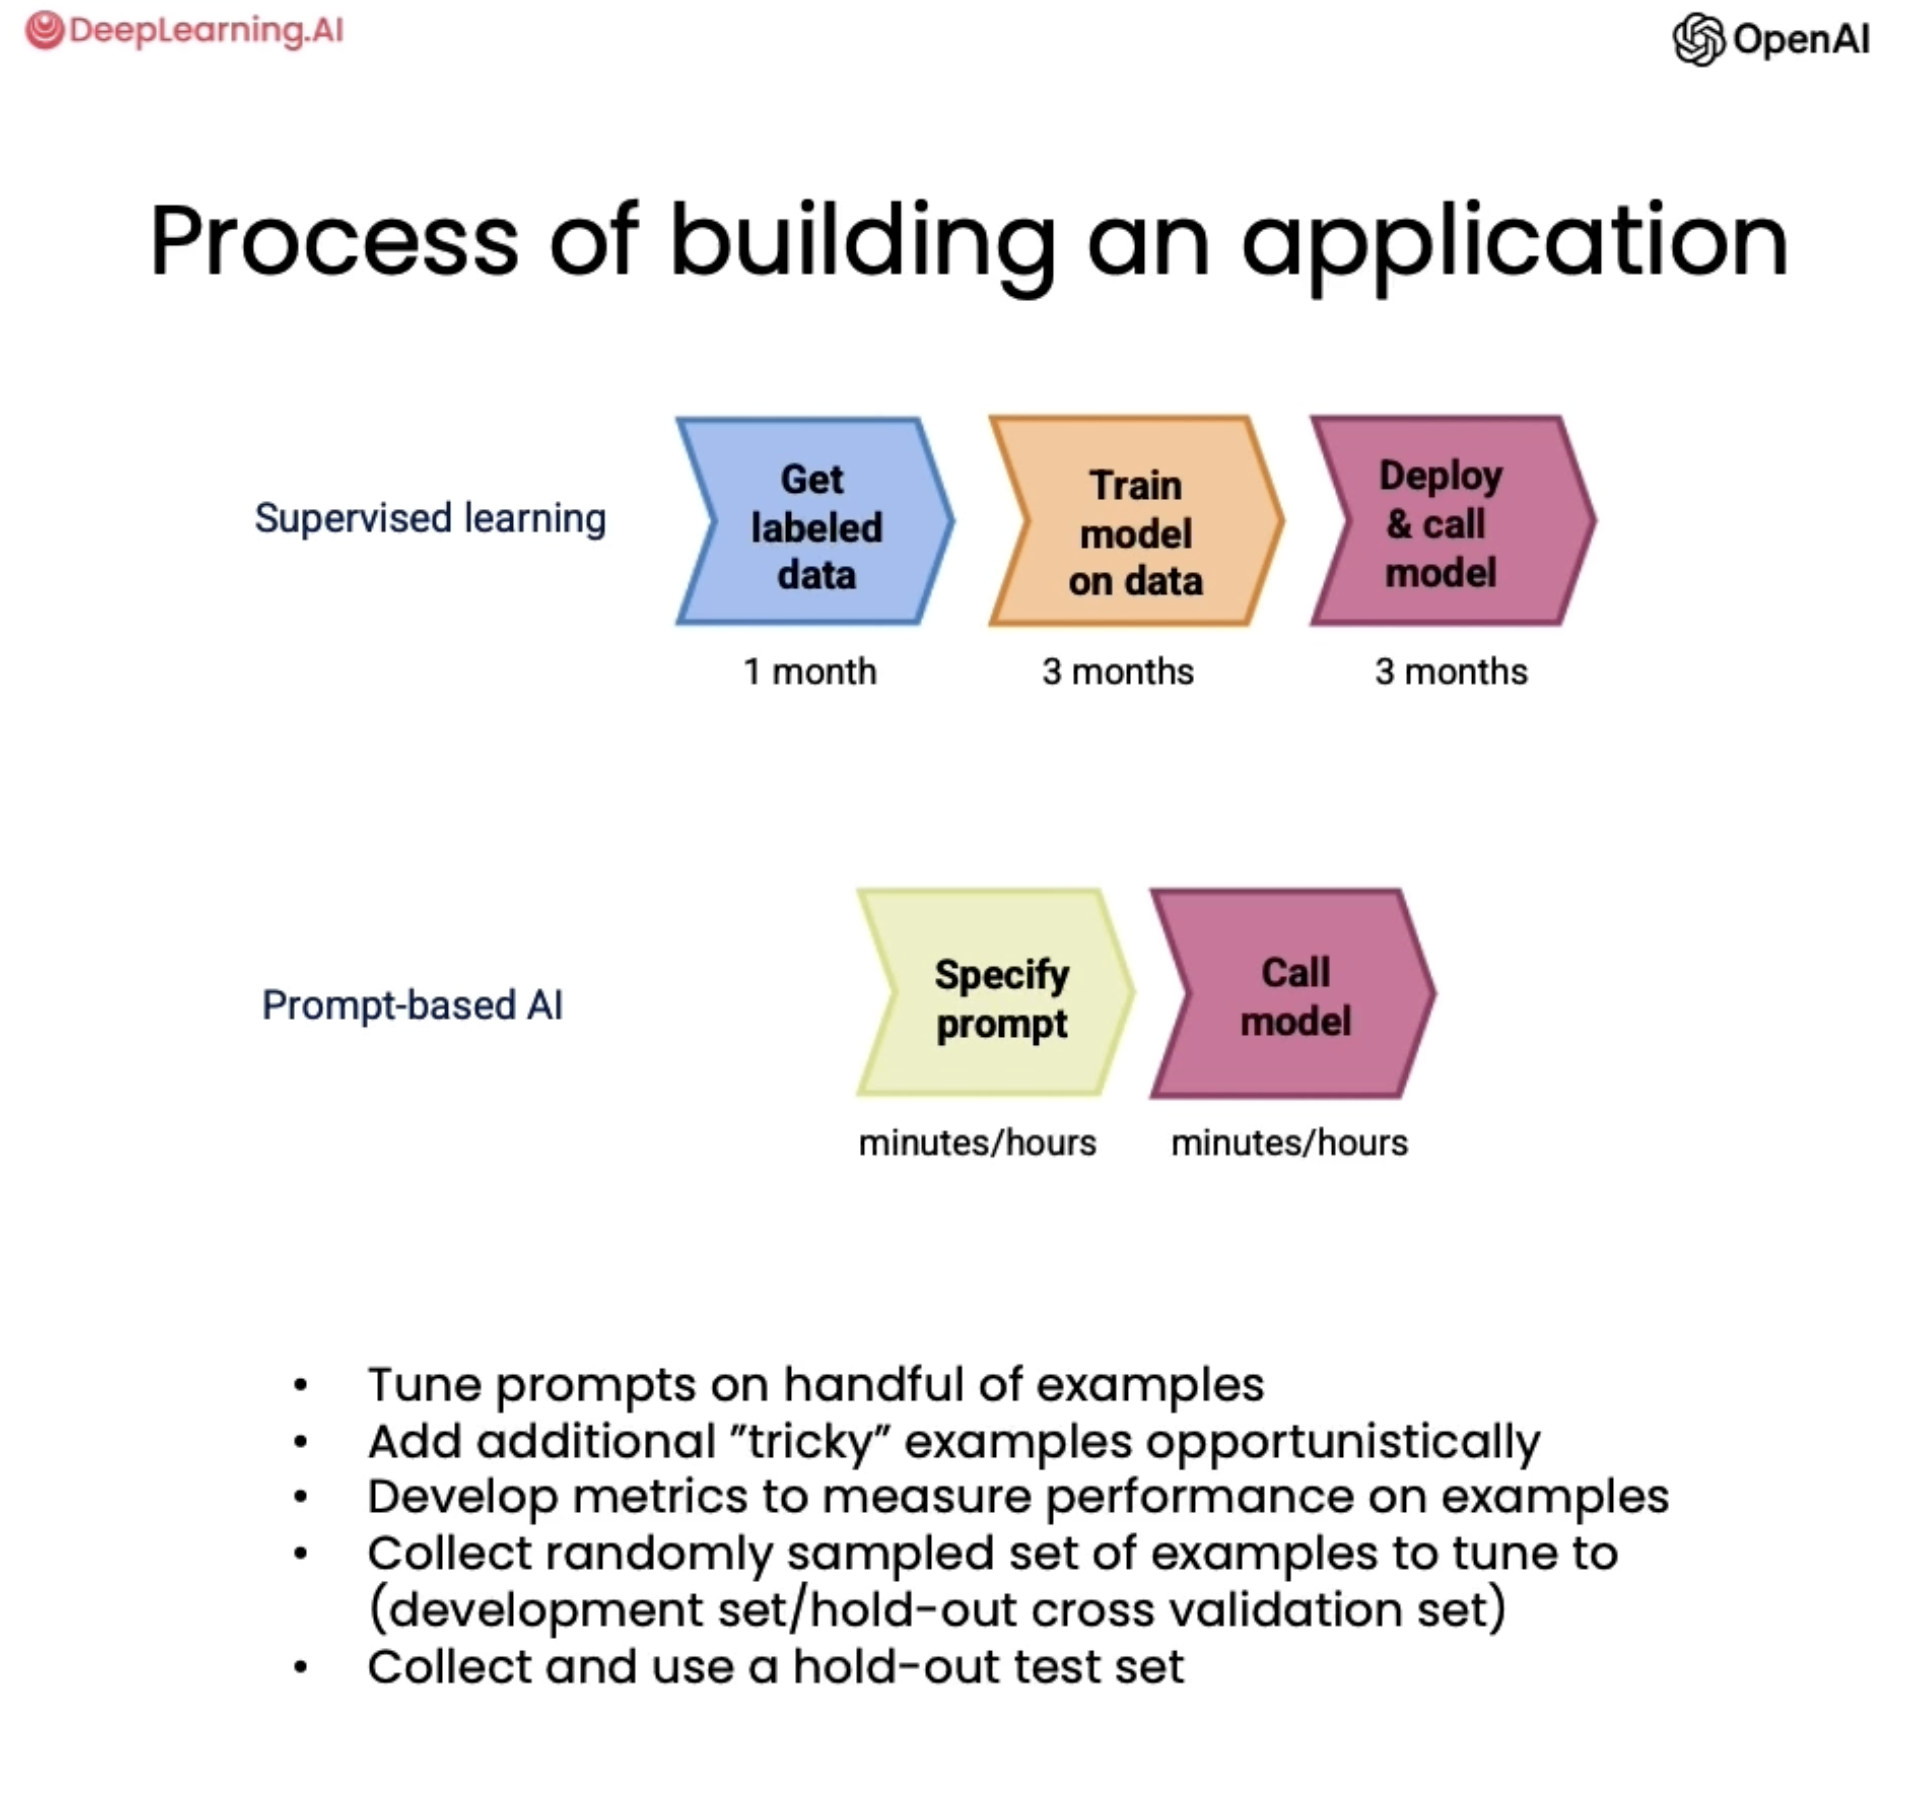 DeepLearning.AI
OpenAI
Process of building an application
Supervised learning
Get
labeled
data
Train
model
on data
Deploy
& call
model
1 month
3 months
3 months
Prompt-based AI
Specify
prompt
Call
model
minutes/hours
minutes/hours
• Tune prompts on handful of examples
• Add additional ”tricky” examples opportunistically
• Develop metrics to measure performance on examples
• Collect randomly sampled set of examples to tune to
(development set/hold-out cross validation set)
• Collect and use a hold-out test set